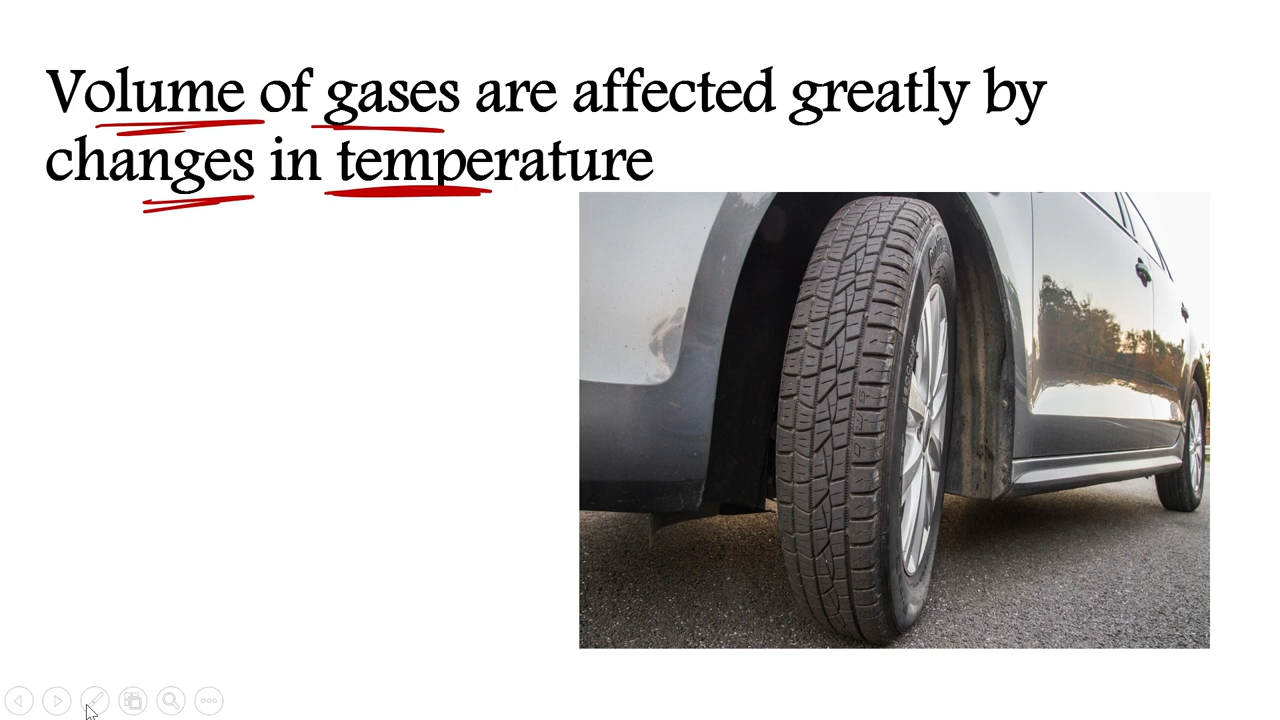 Volume of gases are affected greatly by
changes in temperature